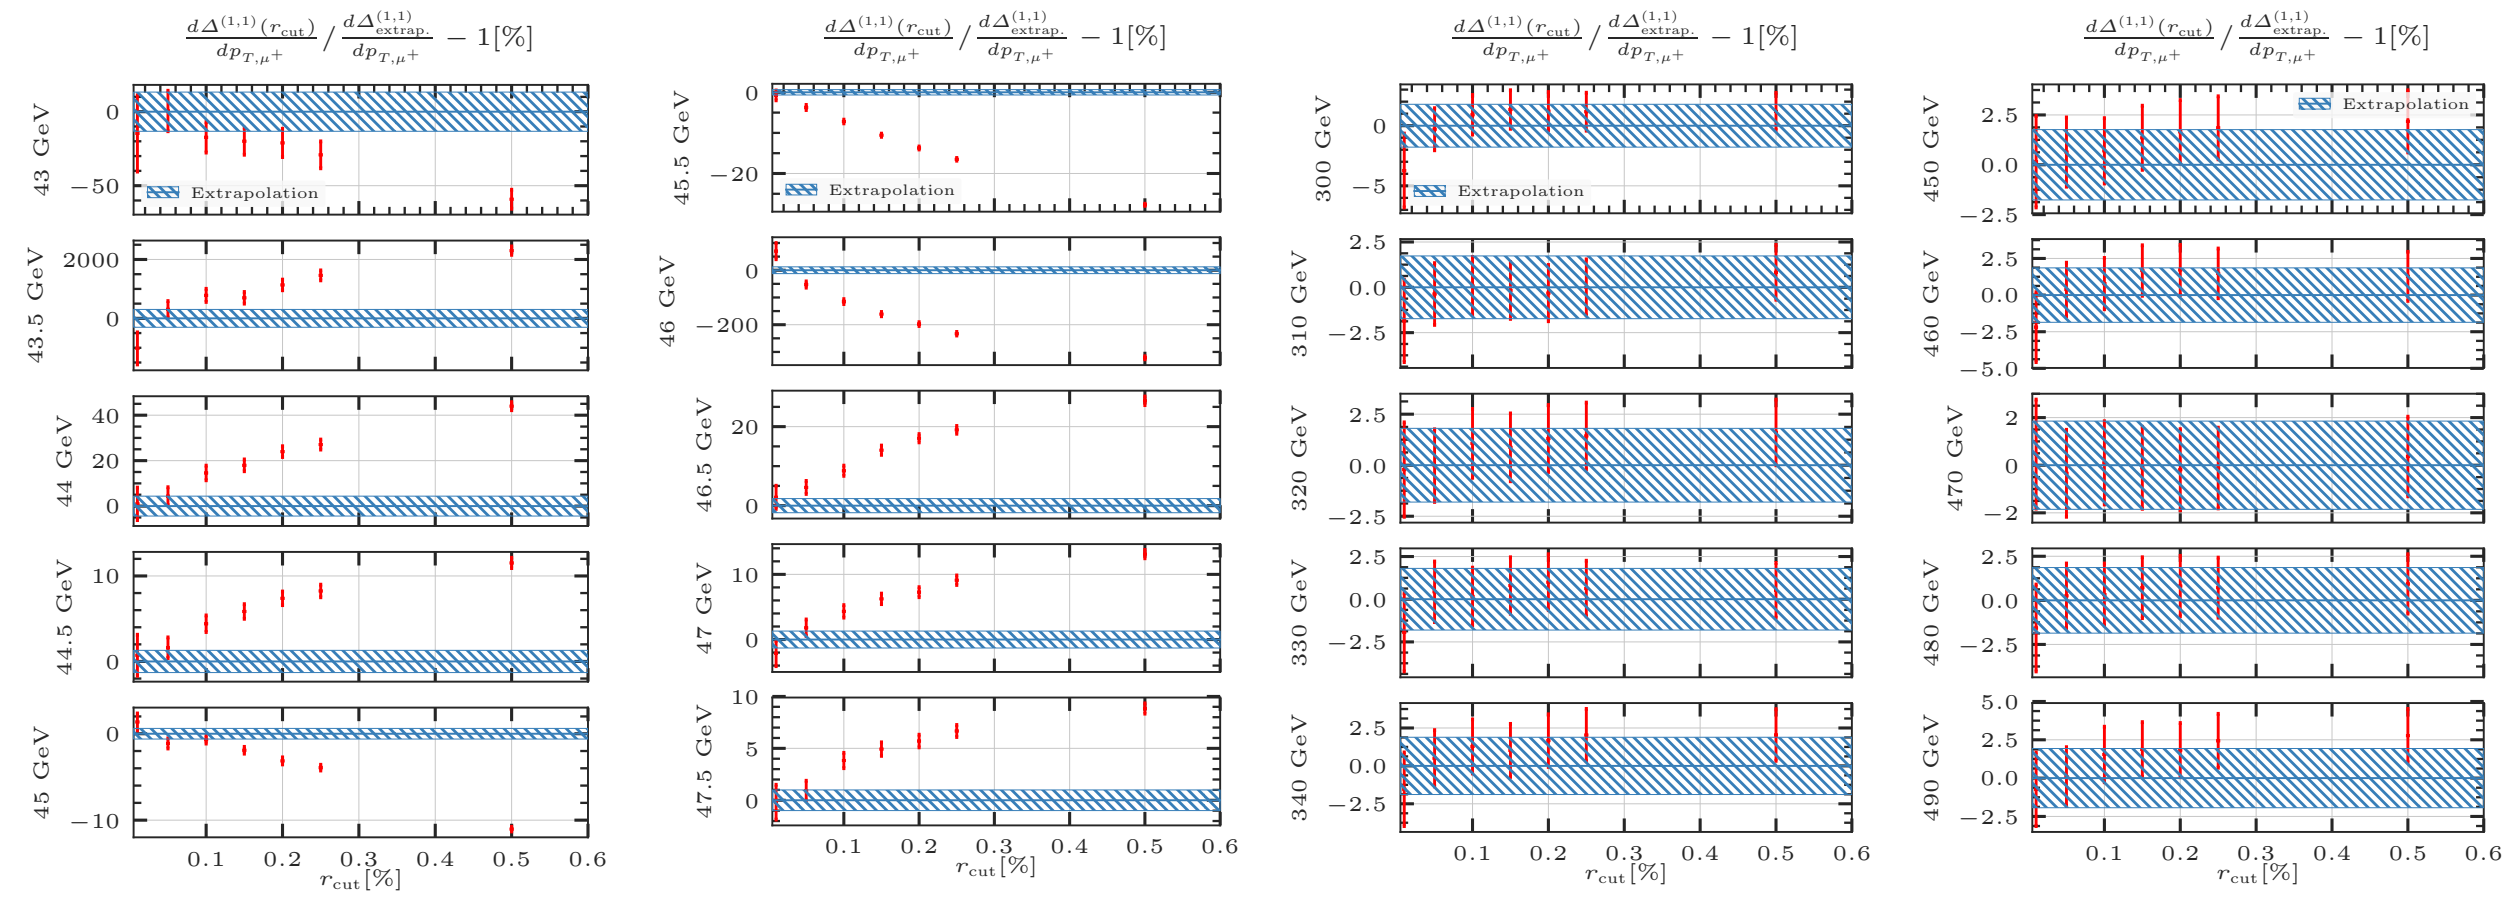 dΔ^(1,1)(r_cut)/dp_T,μ+ / dΔ^(1,1)_extrap./dp_T,μ+ − 1[%]
43 GeV
0
−50
Extrapolation
43.5 GeV
2000
0
44 GeV
40
20
0
44.5 GeV
10
0
45 GeV
0
−10
0.1 0.2 0.3 0.4 0.5 0.6
r_cut[%]
dΔ^(1,1)(r_cut)/dp_T,μ+ / dΔ^(1,1)_extrap./dp_T,μ+ − 1[%]
45.5 GeV
0
−20
Extrapolation
46 GeV
0
−200
46.5 GeV
20
0
47 GeV
10
0
47.5 GeV
10
5
0
0.1 0.2 0.3 0.4 0.5 0.6
r_cut[%]
dΔ^(1,1)(r_cut)/dp_T,μ+ / dΔ^(1,1)_extrap./dp_T,μ+ − 1[%]
300 GeV
0
−5
Extrapolation
310 GeV
2.5
0.0
−2.5
320 GeV
2.5
0.0
−2.5
330 GeV
2.5
0.0
−2.5
340 GeV
2.5
0.0
−2.5
0.1 0.2 0.3 0.4 0.5 0.6
r_cut[%]
dΔ^(1,1)(r_cut)/dp_T,μ+ / dΔ^(1,1)_extrap./dp_T,μ+ − 1[%]
450 GeV
2.5
0.0
−2.5
Extrapolation
460 GeV
2.5
0.0
−2.5
−5.0
470 GeV
2
0
−2
480 GeV
2.5
0.0
−2.5
490 GeV
5.0
2.5
0.0
−2.5
0.1 0.2 0.3 0.4 0.5 0.6
r_cut[%]